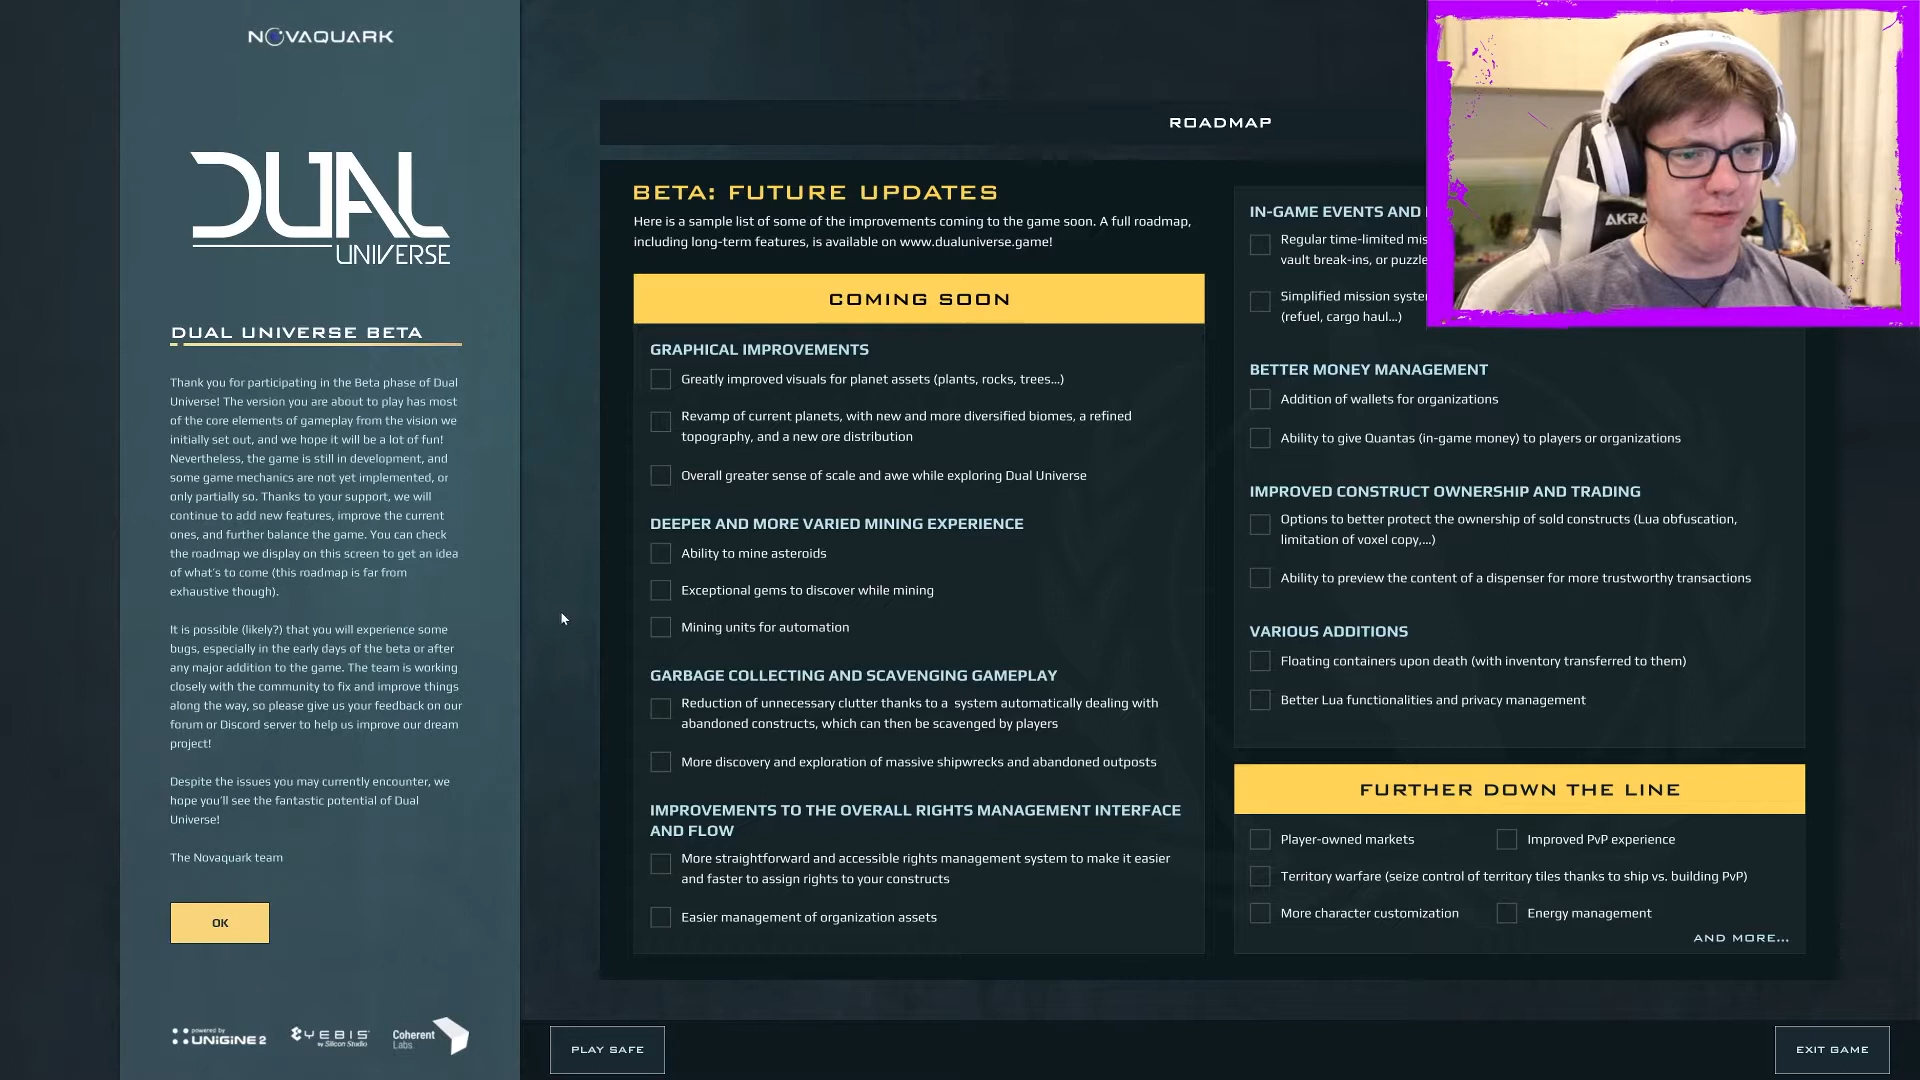 NOVAQUARK
DUAL
UNIVERSE
DUAL UNIVERSE BETA
Thank you for participating in the Beta phase of Dual
Universe! The version you are about to play has most
of the core elements of gameplay from the vision we
initially set out, and we hope it will be a lot of fun!
Nevertheless, the game is still in development, and
some game mechanics are not yet implemented, or
only partially so. Thanks to your support, we will
continue to add new features, improve the current
ones, and further balance the game. You can check
the roadmap we display on this screen to get an idea
of what's to come (this roadmap is far from
exhaustive though).
It is possible (likely?) that you will experience some
bugs, especially in the early days of the beta or after
any major addition to the game. The team is working
closely with the community to fix and improve things
along the way, so please give us your feedback on our
forum or Discord server to help us improve our dream
project!
Despite the issues you may currently encounter, we
hope you'll see the fantastic potential of Dual
Universe!
The Novaquark team
OK
powered by
UNIGINE 2
YEBIS
by Silicon Studio
Coherent
Labs
ROADMAP
BETA: FUTURE UPDATES
Here is a sample list of some of the improvements coming to the game soon. A full roadmap,
including long-term features, is available on www.dualuniverse.game!
COMING SOON
GRAPHICAL IMPROVEMENTS
Greatly improved visuals for planet assets (plants, rocks, trees...)
Revamp of current planets, with new and more diversified biomes, a refined
topography, and a new ore distribution
Overall greater sense of scale and awe while exploring Dual Universe
DEEPER AND MORE VARIED MINING EXPERIENCE
Ability to mine asteroids
Exceptional gems to discover while mining
Mining units for automation
GARBAGE COLLECTING AND SCAVENGING GAMEPLAY
Reduction of unnecessary clutter thanks to a system automatically dealing with
abandoned constructs, which can then be scavenged by players
More discovery and exploration of massive shipwrecks and abandoned outposts
IMPROVEMENTS TO THE OVERALL RIGHTS MANAGEMENT INTERFACE
AND FLOW
More straightforward and accessible rights management system to make it easier
and faster to assign rights to your constructs
Easier management of organization assets
IN-GAME EVENTS AND
Regular time-limited
vault break-ins, or
Simplified mission
(refuel, cargo haul...)
BETTER MONEY MANAGEMENT
Addition of wallets for organizations
Ability to give Quantas (in-game money) to players or organizations
IMPROVED CONSTRUCT OWNERSHIP AND TRADING
Options to better protect the ownership of sold constructs (Lua obfuscation,
limitation of voxel copy,...)
Ability to preview the content of a dispenser for more trustworthy transactions
VARIOUS ADDITIONS
Floating containers upon death (with inventory transferred to them)
Better Lua functionalities and privacy management
FURTHER DOWN THE LINE
Player-owned markets Improved PvP experience
Territory warfare (seize control of territory tiles thanks to ship vs. building PvP)
More character customization Energy management
AND MORE...
PLAY SAFE
EXIT GAME